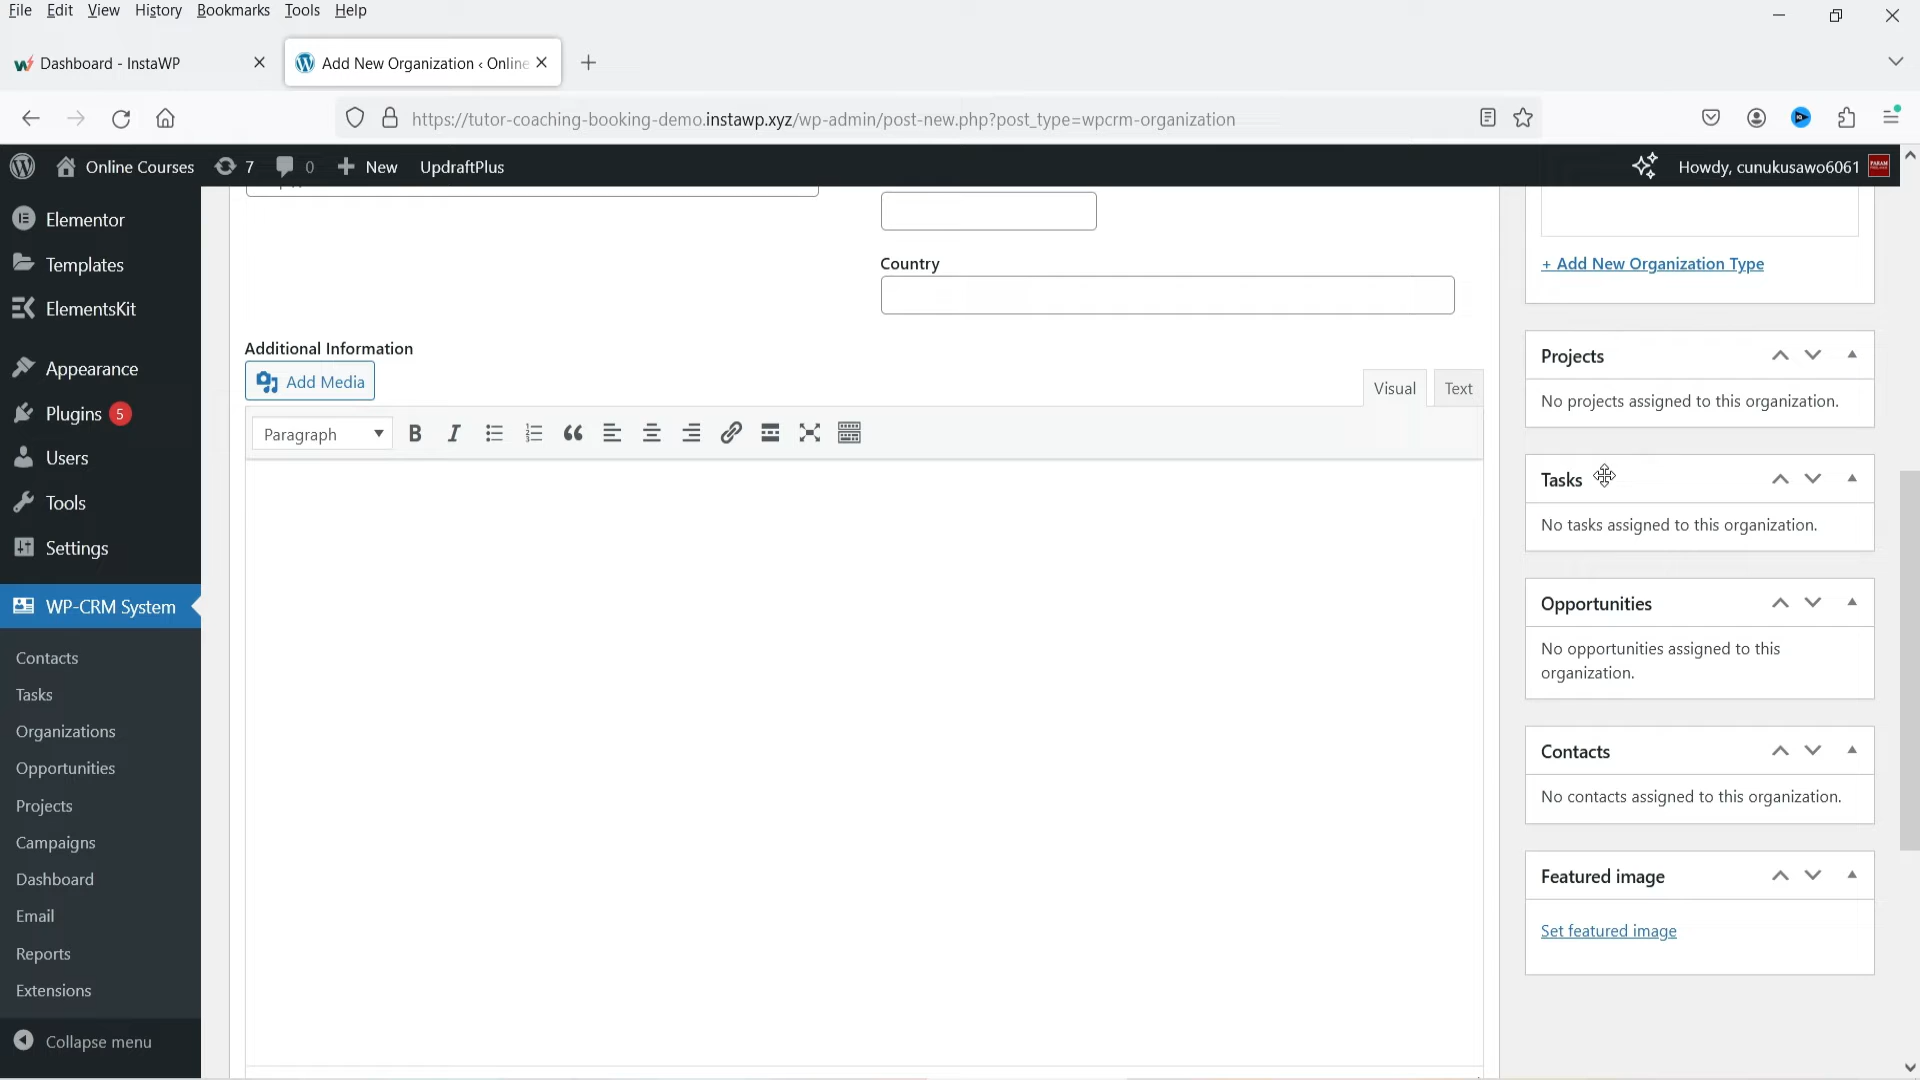 File Edit View History Bookmarks Tools Help
Dashboard - InstaWP
Add New Organization ‹ Online
https://tutor-coaching-booking-demo.instawp.xyz/wp-admin/post-new.php?post_type=wpcrm-organization
Online Courses 7 0 New UpdraftPlus
Howdy, cunukusawo6061
Elementor
Templates
ElementsKit
Appearance
Plugins 5
Users
Tools
Settings
WP-CRM System
Contacts
Tasks
Organizations
Opportunities
Projects
Campaigns
Dashboard
Email
Reports
Extensions
Collapse menu
Country
Additional Information
Add Media
Visual Text
Paragraph
+ Add New Organization Type
Projects
No projects assigned to this organization.
Tasks
No tasks assigned to this organization.
Opportunities
No opportunities assigned to this
organization.
Contacts
No contacts assigned to this organization.
Featured image
Set featured image